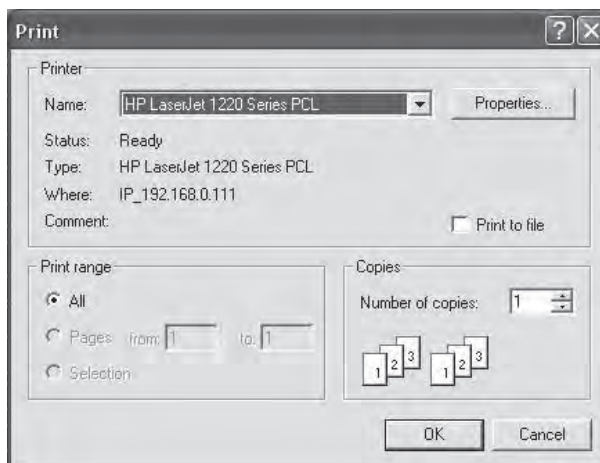 Print
Printer
Name: HP LaserJet 1220 Series PCL Properties...
Status: Ready
Type: HP LaserJet 1220 Series PCL
Where: IP_192.168.0.111
Comment: Print to file
Print range
All
Pages from: 1 to: 1
Selection
Copies
Number of copies: 1
1 2 3 1 2 3
OK Cancel